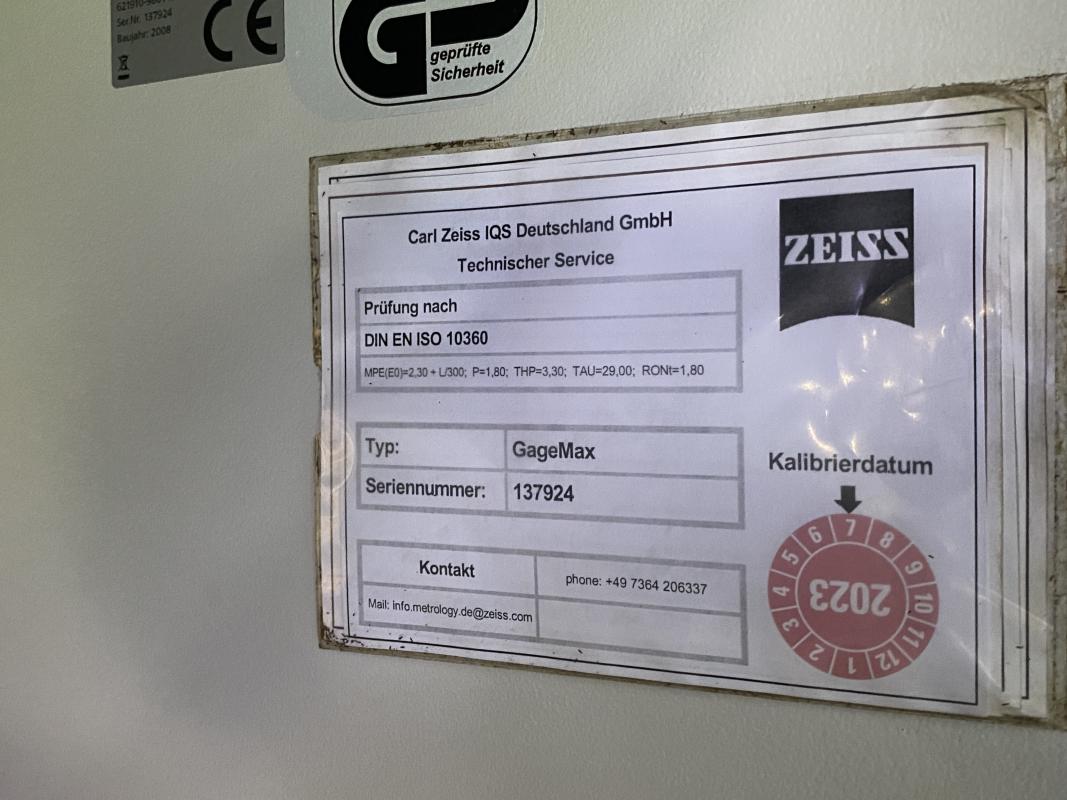 Ser.Nr. 137924
Baujahr: 2008
CE
geprüfte
Sicherheit
Carl Zeiss IQS Deutschland GmbH
Technischer Service
ZEISS
Prüfung nach
DIN EN ISO 10360
MPE(E0)=2,30 + L/300; P=1,80; THP=3,30; TAU=29,00; RONt=1,80
Typ: GageMax
Seriennummer: 137924
Kontakt phone: +49 7364 206337
Mail: info.metrology.de@zeiss.com
Kalibrierdatum
1 2 3 4 5 6 7 8 9 10 11 12
2023